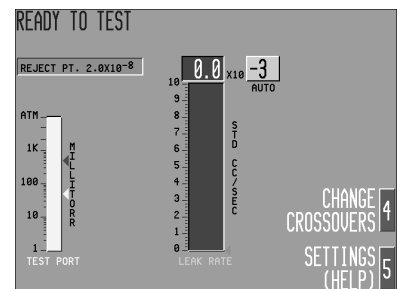 READY TO TEST
REJECT PT. 2.0X10-8
0.0 X10 -3
AUTO
10
9
8
7
6
5
4
3
2
1
0
STD CC/SEC
LEAK RATE
ATM
1K
100
10
1
MILLITORR
TEST PORT
CHANGE
CROSSOVERS 4
SETTINGS
(HELP) 5